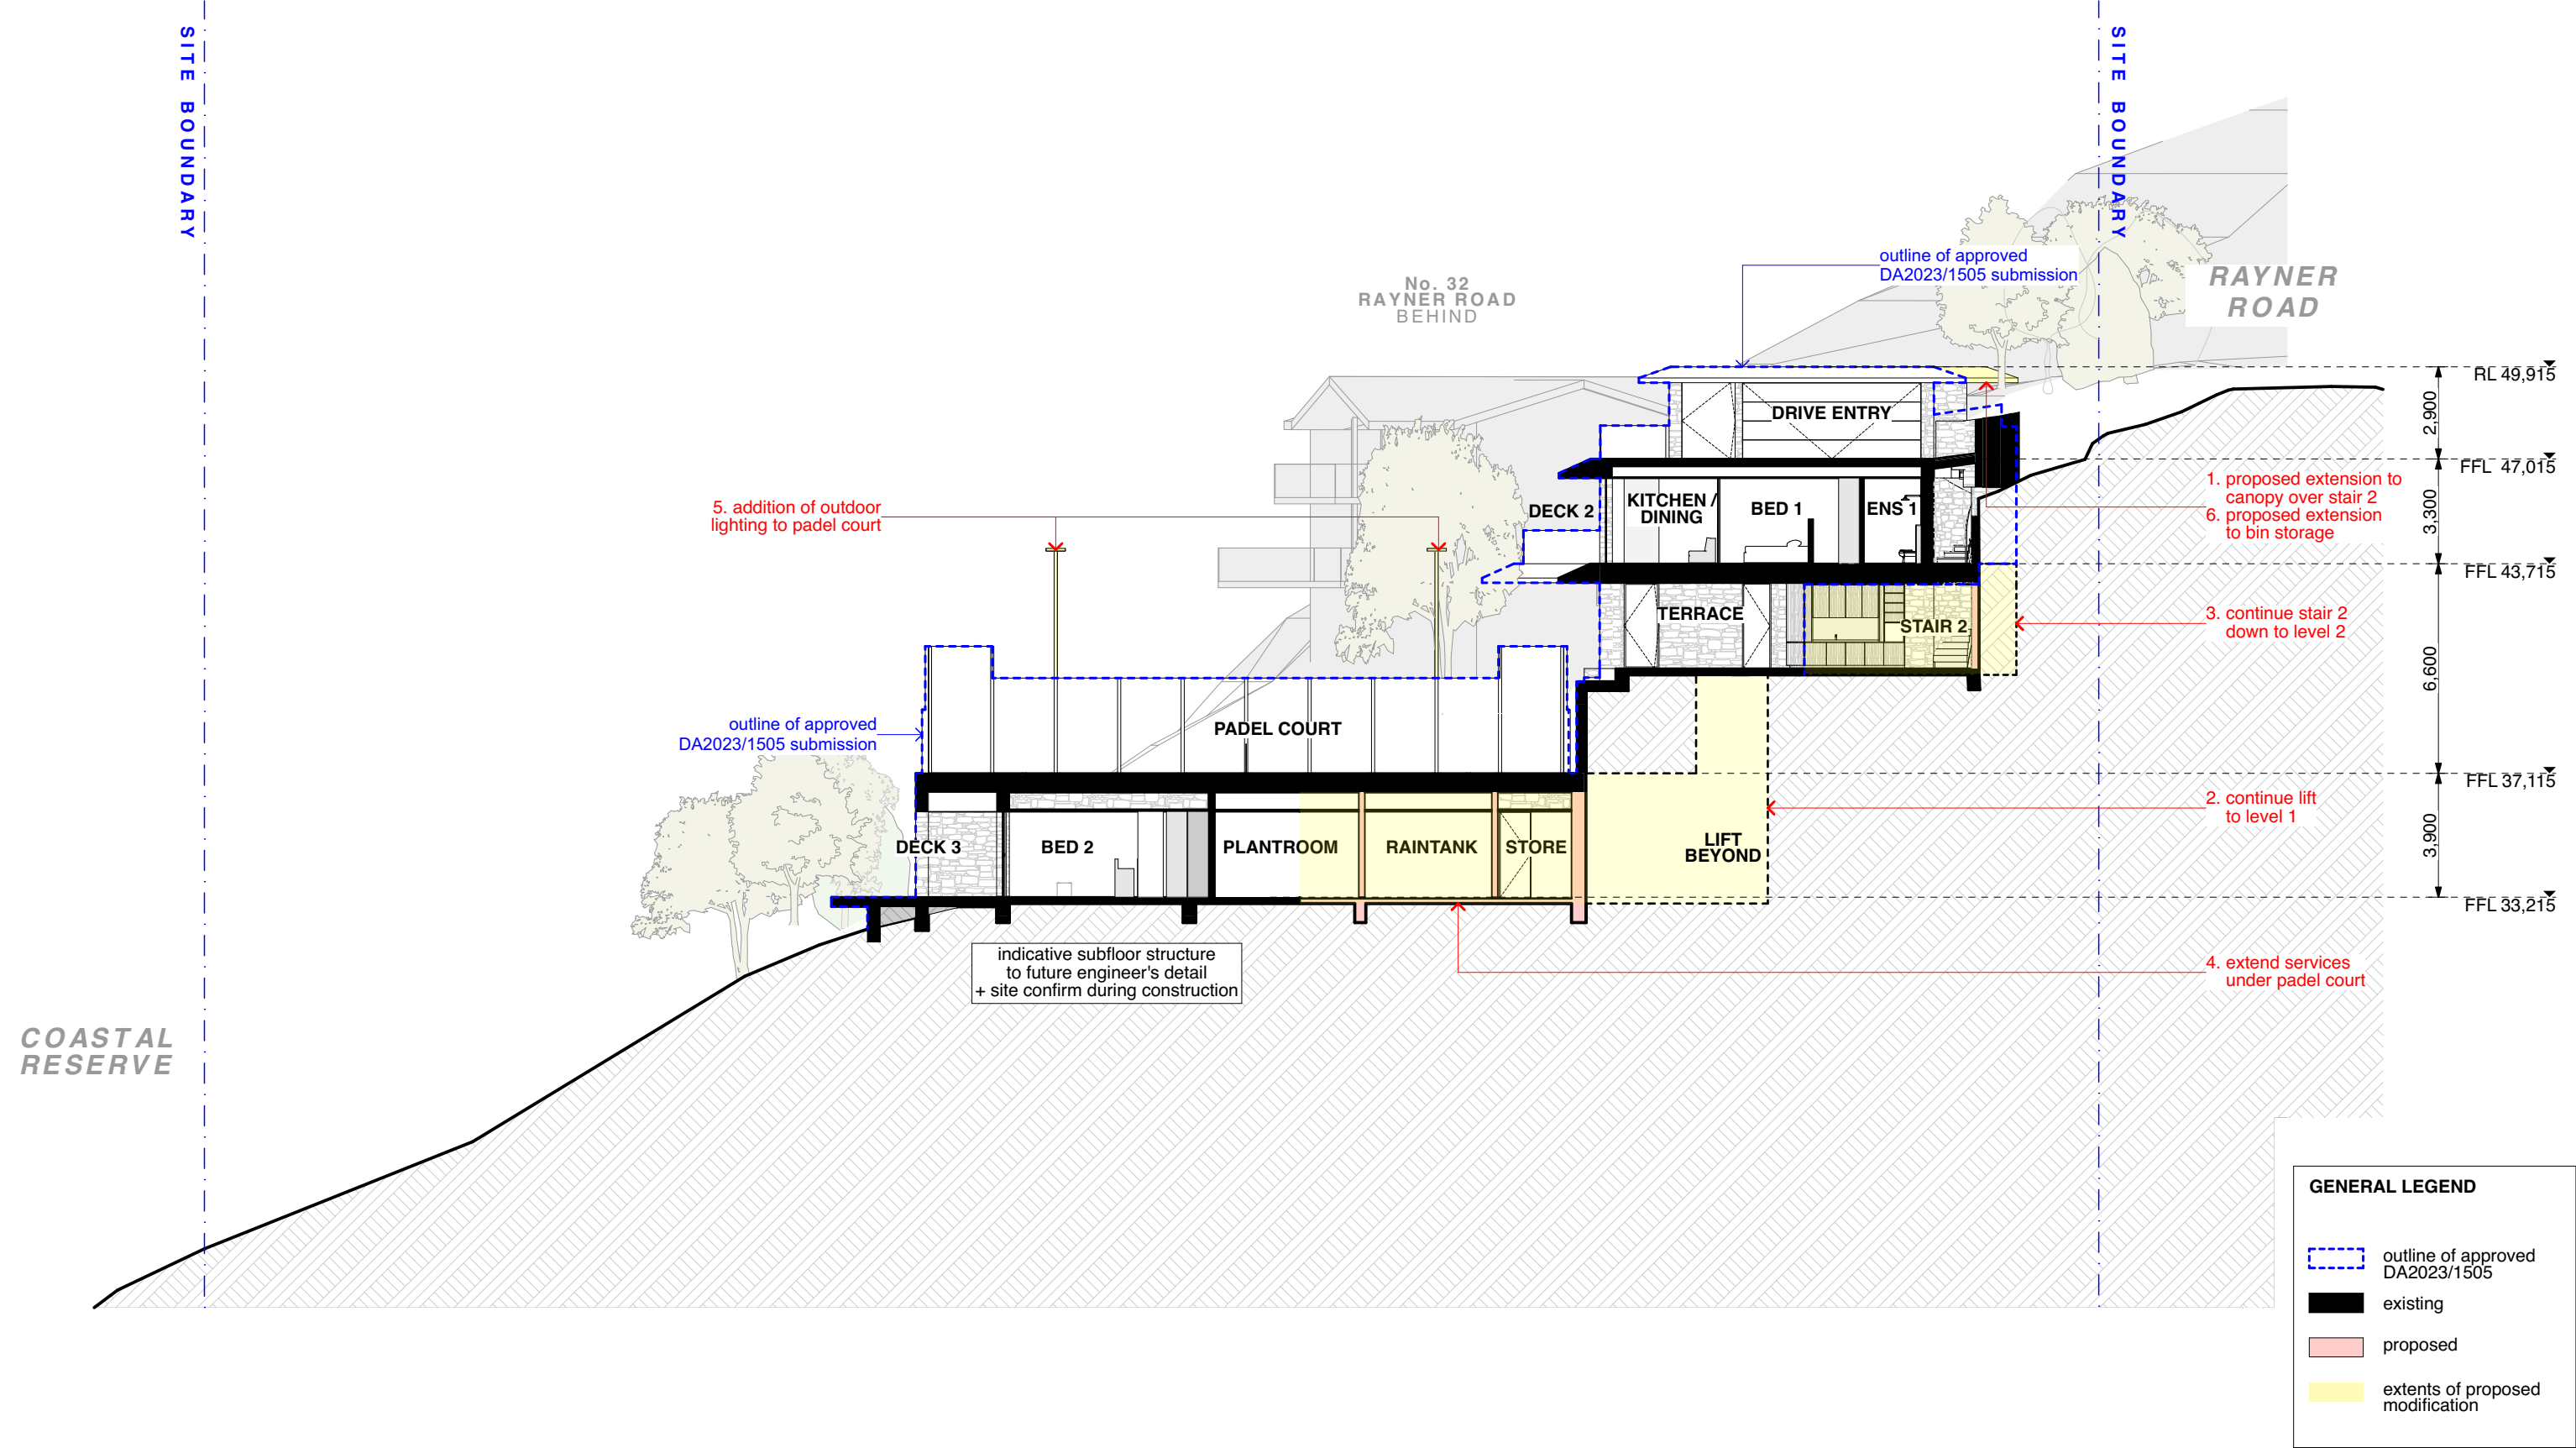 SITE BOUNDARY
SITE BOUNDARY
outline of approved
DA2023/1505 submission
RAYNER
ROAD
No. 32
RAYNER ROAD
BEHIND
RL 49,915
2,900
DRIVE ENTRY
FFL 47,015
1. proposed extension to
canopy over stair 2
6. proposed extension
to bin storage
5. addition of outdoor
lighting to padel court
DECK 2
KITCHEN /
DINING
BED 1
ENS 1
3,300
FFL 43,715
TERRACE
STAIR 2
3. continue stair 2
down to level 2
6,600
outline of approved
DA2023/1505 submission
PADEL COURT
FFL 37,115
2. continue lift
to level 1
DECK 3
BED 2
PLANTROOM
RAINTANK
STORE
LIFT
BEYOND
3,900
FFL 33,215
indicative subfloor structure
to future engineer's detail
+ site confirm during construction
4. extend services
under padel court
COASTAL
RESERVE
GENERAL LEGEND
outline of approved
DA2023/1505
existing
proposed
extents of proposed
modification